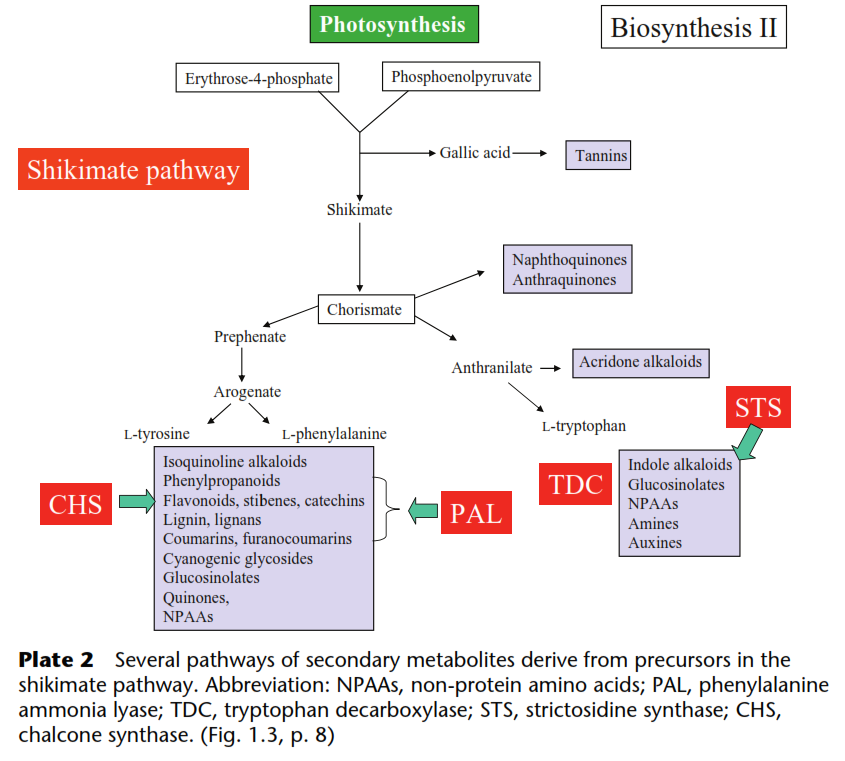 Photosynthesis
Biosynthesis II
Erythrose-4-phosphate
Phosphoenolpyruvate
Shikimate pathway
Gallic acid
Tannins
Shikimate
Naphthoquinones
Anthraquinones
Chorismate
Prephenate
Anthranilate
Acridone alkaloids
Arogenate
L-tyrosine
L-phenylalanine
L-tryptophan
STS
CHS
Isoquinoline alkaloids
Phenylpropanoids
Flavonoids, stibenes, catechins
Lignin, lignans
Coumarins, furanocoumarins
Cyanogenic glycosides
Glucosinolates
Quinones,
NPAAs
PAL
TDC
Indole alkaloids
Glucosinolates
NPAAs
Amines
Auxines
Plate 2 Several pathways of secondary metabolites derive from precursors in the
shikimate pathway. Abbreviation: NPAAs, non-protein amino acids; PAL, phenylalanine
ammonia lyase; TDC, tryptophan decarboxylase; STS, strictosidine synthase; CHS,
chalcone synthase. (Fig. 1.3, p. 8)